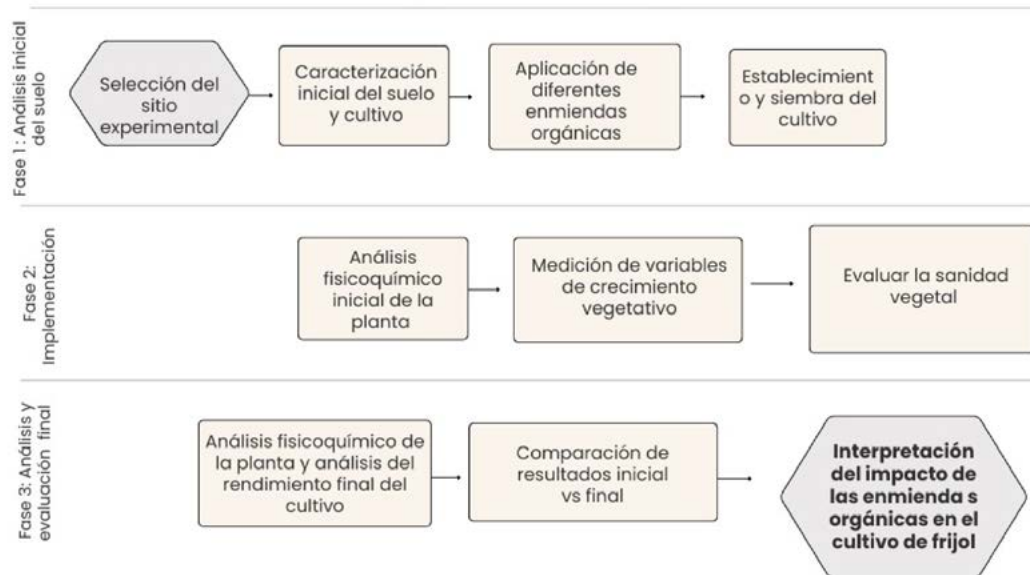 Fase 1: Análisis inicial
del suelo
Selección del
sitio
experimental
Caracterización
inicial del suelo
y cultivo
Aplicación de
diferentes
enmiendas
orgánicas
Establecimient
o y siembra del
cultivo
Fase 2:
Implementación
Análisis
fisicoquímico
inicial de la
planta
Medición de variables
de crecimiento
vegetativo
Evaluar la sanidad
vegetal
Fase 3: Análisis y
evaluación final
Análisis fisicoquímico de
la planta y análisis del
rendimiento final del
cultivo
Comparación de
resultados inicial
vs final
Interpretación
del impacto de
las enmienda s
orgánicas en el
cultivo de frijol